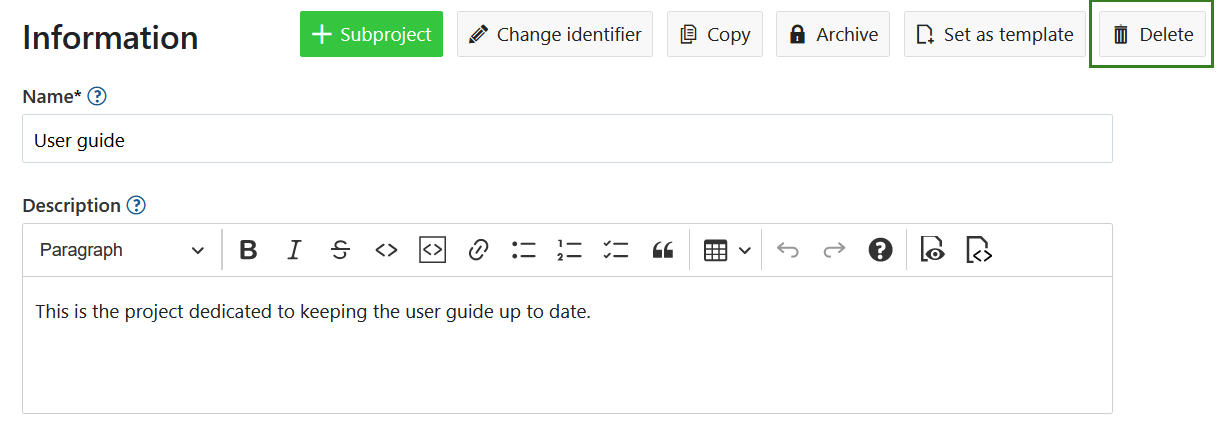 Information
Subproject Change identifier Copy Archive Set as template Delete
Name*
User guide
Description
Paragraph
This is the project dedicated to keeping the user guide up to date.